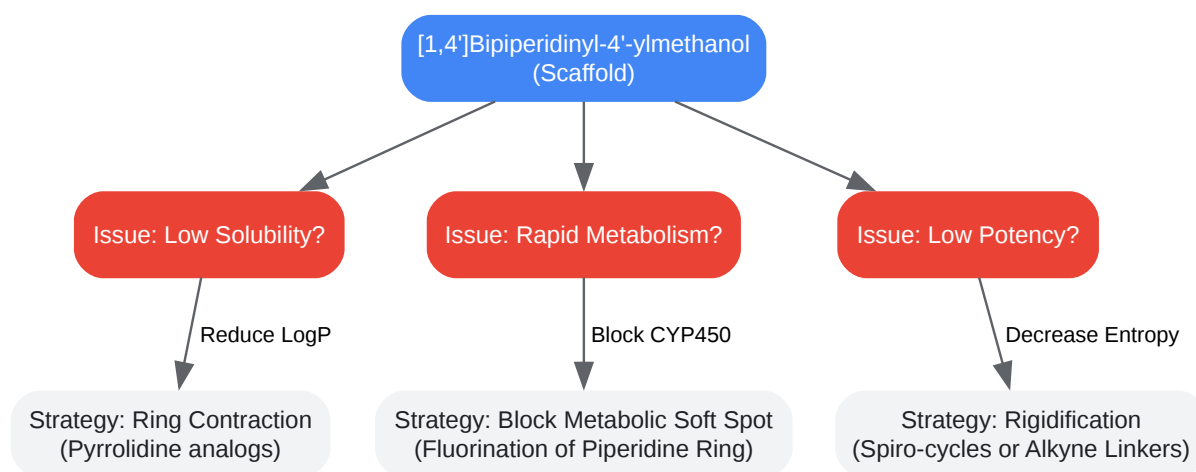 [1,4']Bipiperidinyl-4'-ylmethanol
(Scaffold)
Issue: Low Solubility?
Issue: Rapid Metabolism?
Issue: Low Potency?
Reduce LogP
Block CYP450
Decrease Entropy
Strategy: Ring Contraction
(Pyrrolidine analogs)
Strategy: Block Metabolic Soft Spot
(Fluorination of Piperidine Ring)
Strategy: Rigidification
(Spiro-cycles or Alkyne Linkers)